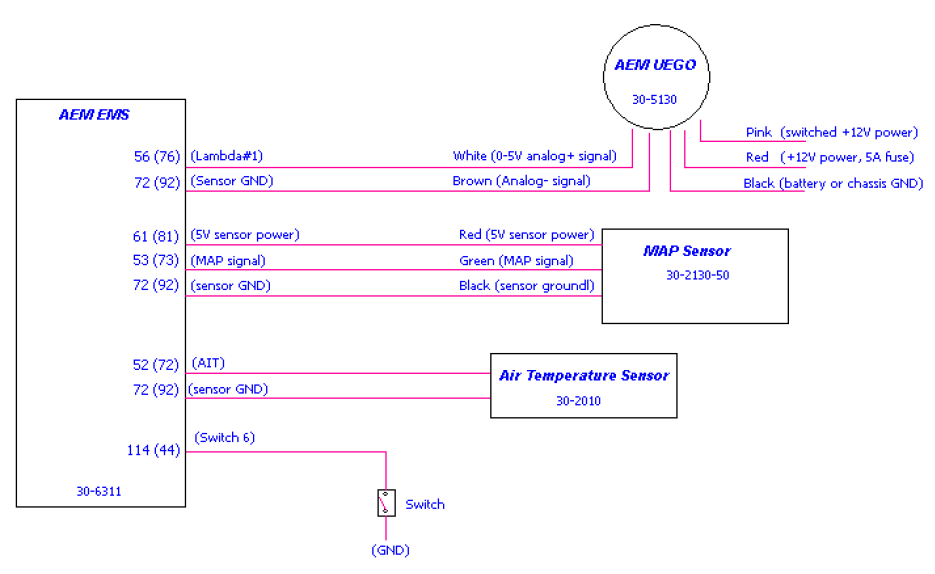 AEM UEGO
30-5130
AEM EMS
Pink (switched +12V power)
56 (76) (Lambda#1) White (0-5V analog+ signal) Red (+12V power, 5A fuse)
72 (92) (Sensor GND) Brown (Analog- signal) Black (battery or chassis GND)
61 (81) (5V sensor power) Red (5V sensor power)
MAP Sensor
53 (73) (MAP signal) Green (MAP signal)
30-2130-50
72 (92) (sensor GND) Black (sensor groundl)
52 (72) (AIT)
Air Temperature Sensor
72 (92) (sensor GND)
30-2010
(Switch 6)
114 (44)
30-6311
Switch
(GND)